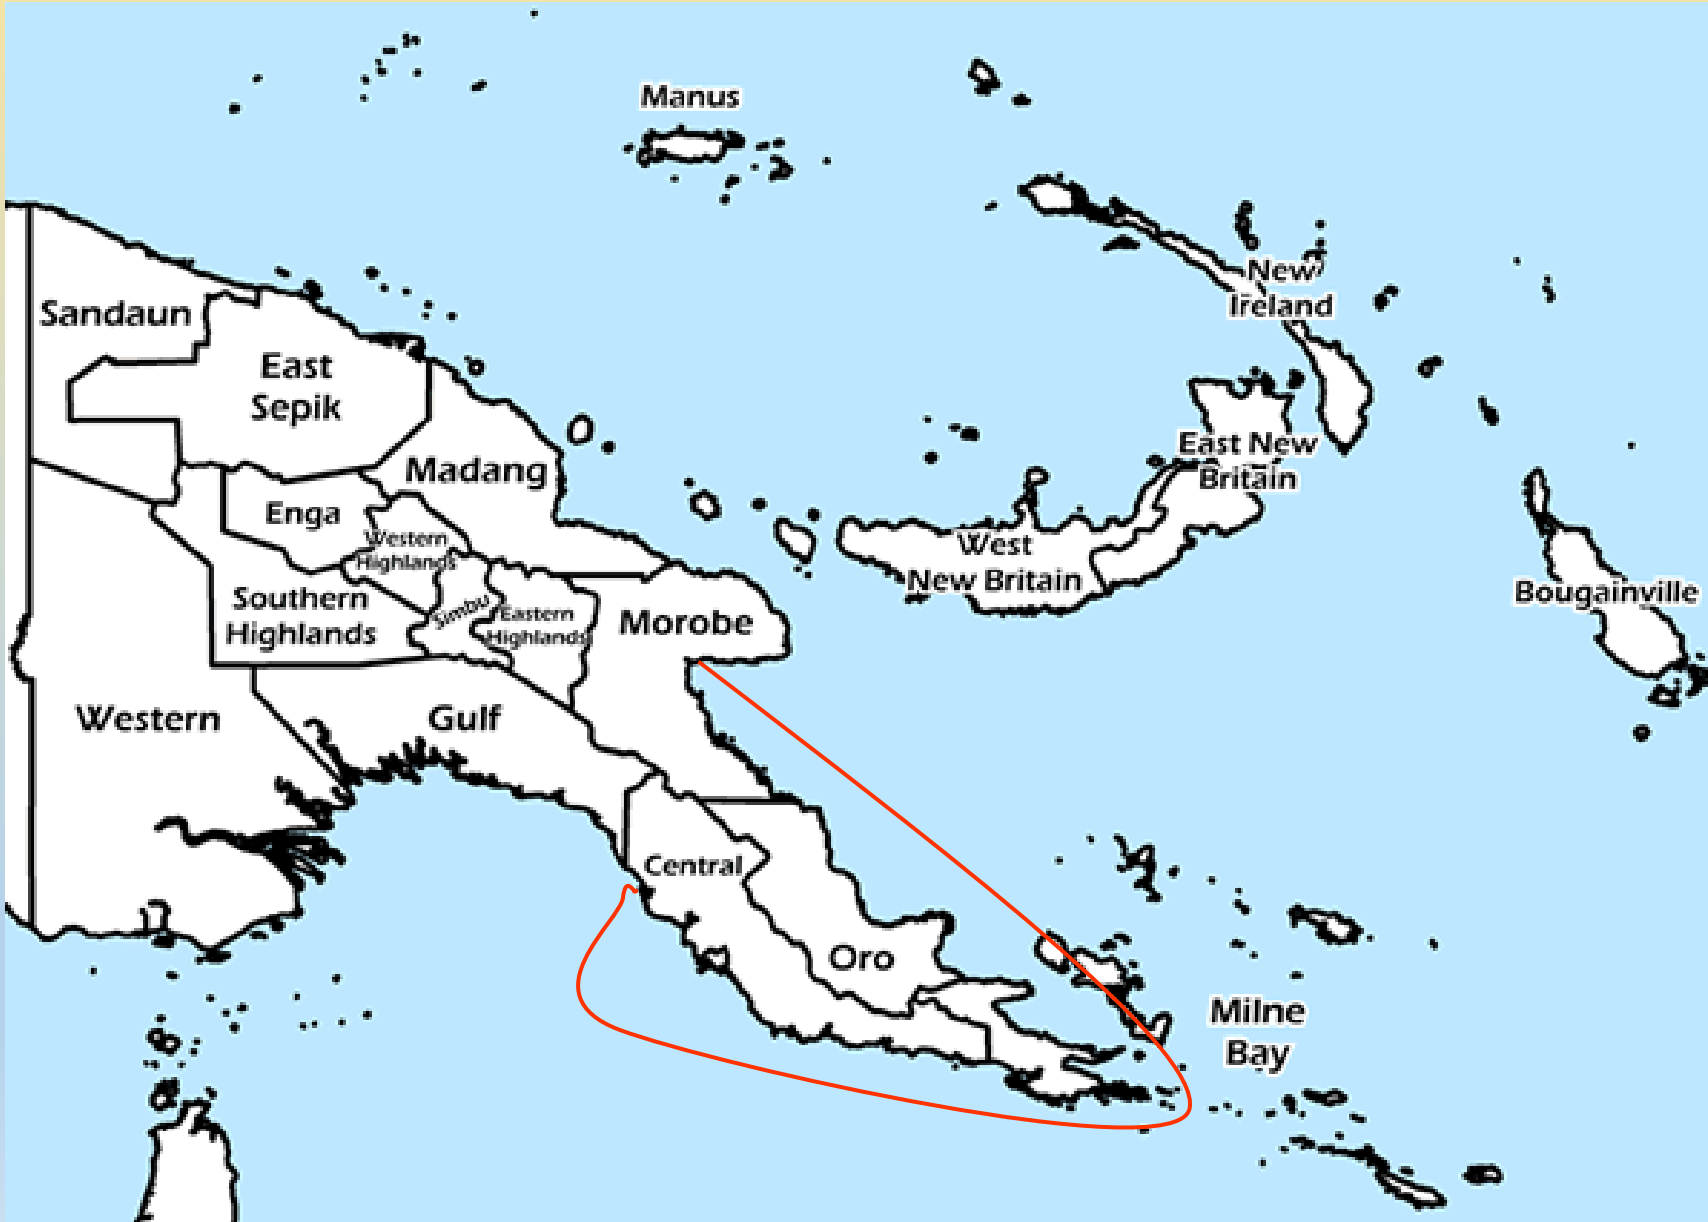 Manus
New
Ireland
Sandaun
East
Sepik
East New
Britain
Madang
Enga
Western
Highlands
West
New Britain
Bougainville
Southern
Highlands
Simbu
Eastern
Highlands
Morobe
Western
Gulf
Central
Oro
Milne
Bay